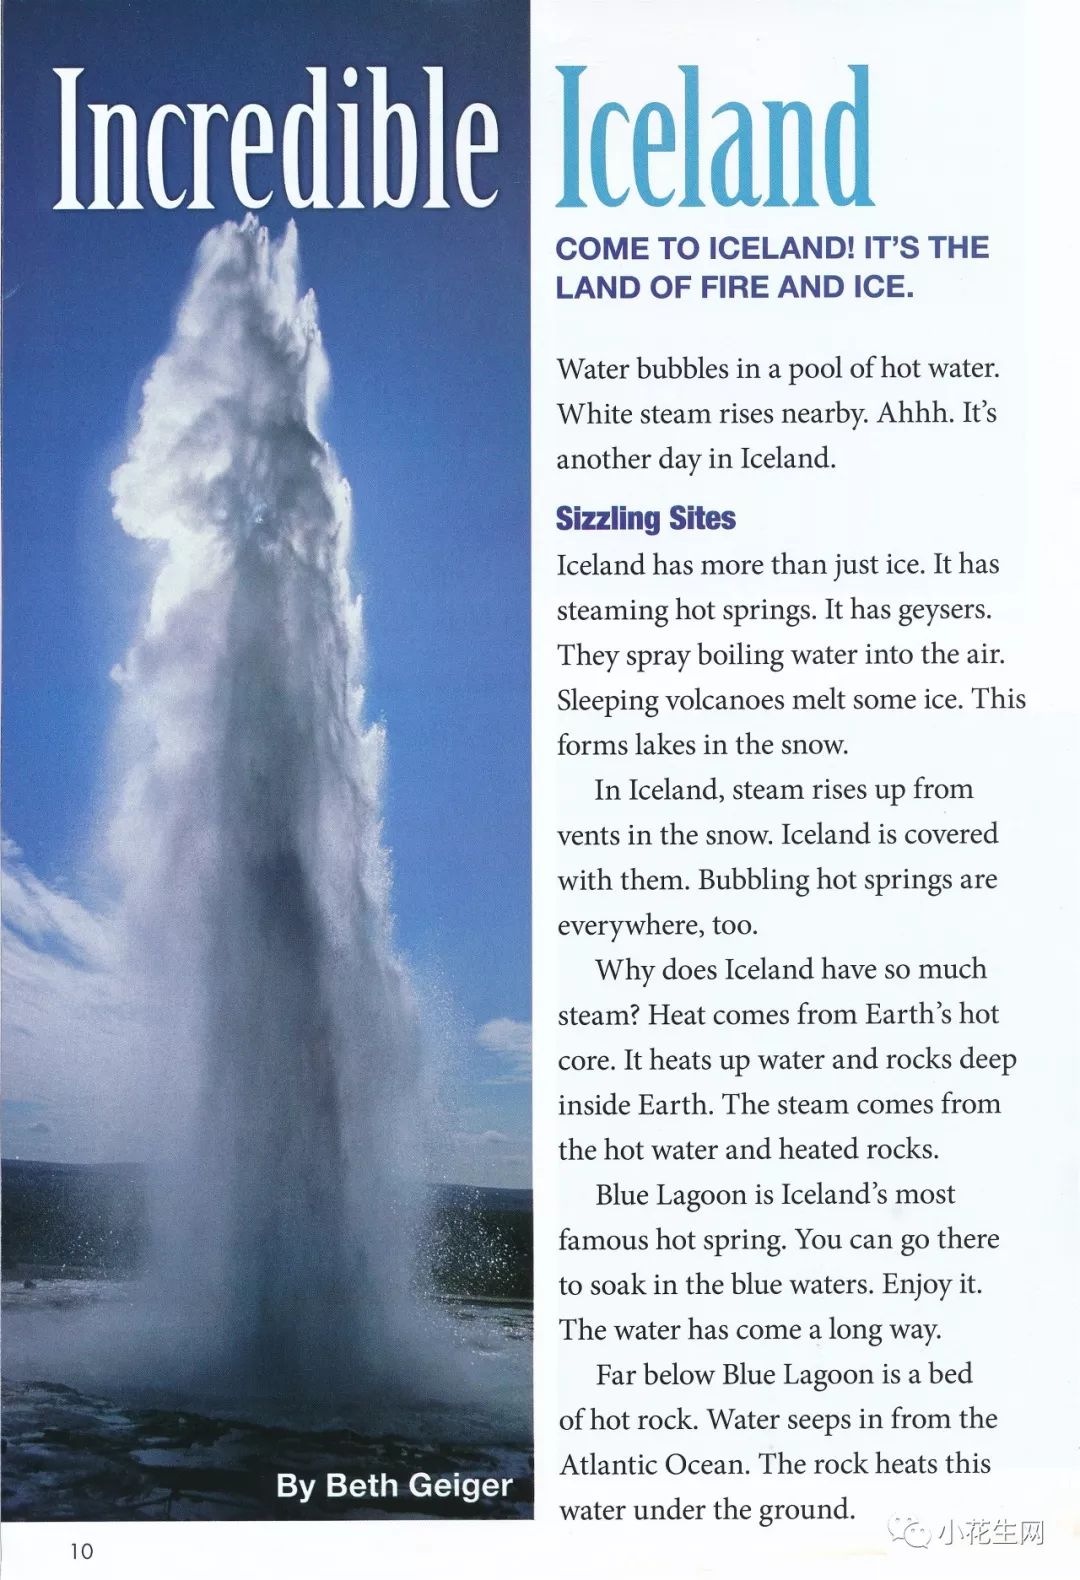 Incredible Iceland
COME TO ICELAND! IT'S THE
LAND OF FIRE AND ICE.
Water bubbles in a pool of hot water.
White steam rises nearby. Ahhh. It's
another day in Iceland.
Sizzling Sites
Iceland has more than just ice. It has
steaming hot springs. It has geysers.
They spray boiling water into the air.
Sleeping volcanoes melt some ice. This
forms lakes in the snow.
In Iceland, steam rises up from
vents in the snow. Iceland is covered
with them. Bubbling hot springs are
everywhere, too.
Why does Iceland have so much
steam? Heat comes from Earth's hot
core. It heats up water and rocks deep
inside Earth. The steam comes from
the hot water and heated rocks.
Blue Lagoon is Iceland's most
famous hot spring. You can go there
to soak in the blue waters. Enjoy it.
The water has come a long way.
Far below Blue Lagoon is a bed
of hot rock. Water seeps in from the
Atlantic Ocean. The rock heats this
water under the ground.
By Beth Geiger
10
小花生网